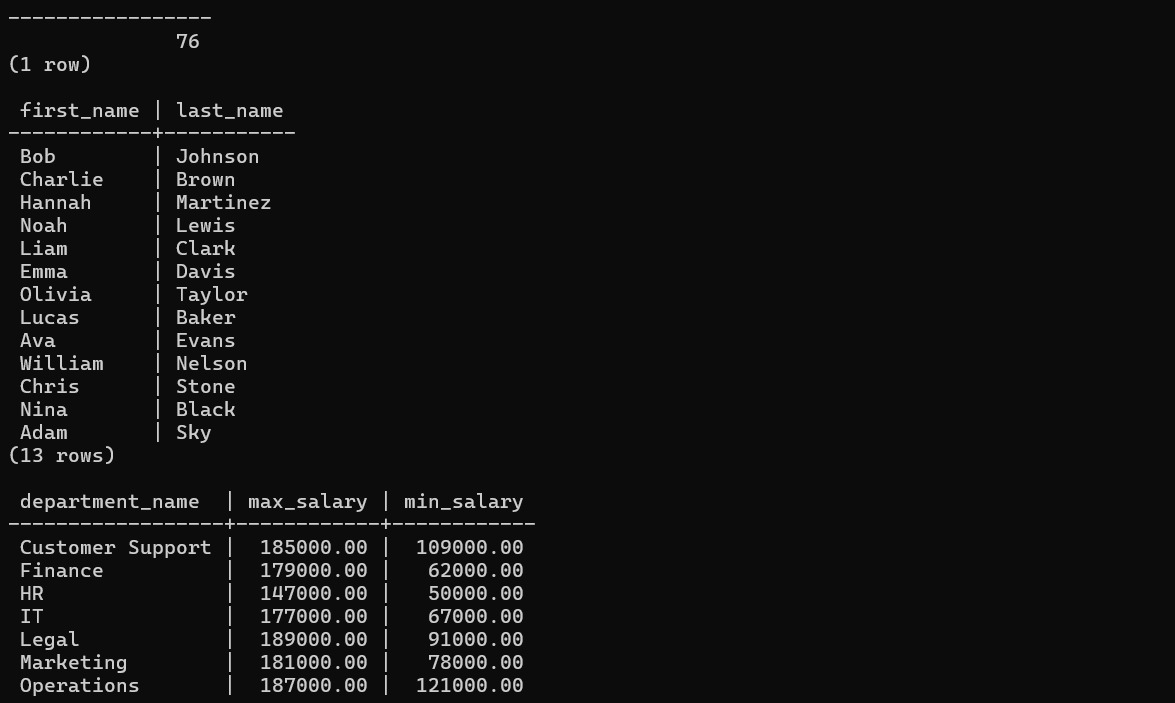 -----------------
              76
(1 row)

 first_name | last_name
------------+-----------
 Bob        | Johnson
 Charlie    | Brown
 Hannah     | Martinez
 Noah       | Lewis
 Liam       | Clark
 Emma       | Davis
 Olivia     | Taylor
 Lucas      | Baker
 Ava        | Evans
 William    | Nelson
 Chris      | Stone
 Nina       | Black
 Adam       | Sky
(13 rows)

 department_name  | max_salary | min_salary
------------------+------------+------------
 Customer Support |  185000.00 |  109000.00
 Finance          |  179000.00 |   62000.00
 HR               |  147000.00 |   50000.00
 IT               |  177000.00 |   67000.00
 Legal            |  189000.00 |   91000.00
 Marketing        |  181000.00 |   78000.00
 Operations       |  187000.00 |  121000.00